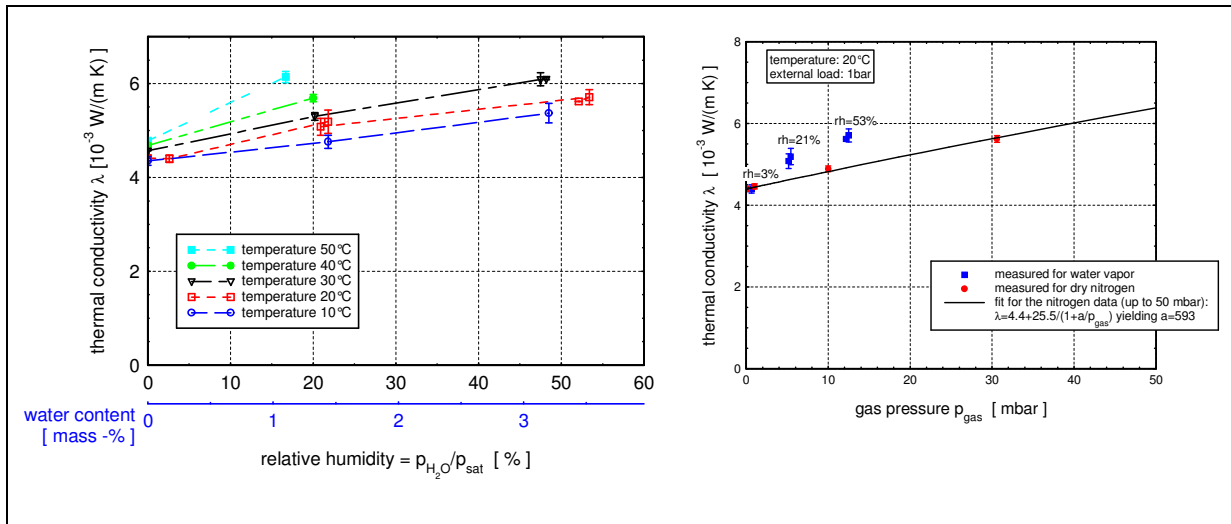 thermal conductivity λ [10⁻³ W/(m K)]
6
4
2
0
temperature 50°C
temperature 40°C
temperature 30°C
temperature 20°C
temperature 10°C
0 10 20 30 40 50 60
water content
[ mass -% ]
0 1 2 3
relative humidity = p_H₂O/p_sat [ % ]
thermal conductivity λ [ 10⁻³ W/(m K) ]
8
6
4
2
0
temperature: 20°C
external load: 1bar
rh=53%
rh=21%
rh=3%
measured for water vapor
measured for dry nitrogen
fit for the nitrogen data (up to 50 mbar):
λ=4.4+25.5/(1+a/p_gas) yielding a=593
0 10 20 30 40 50
gas pressure p_gas [ mbar ]